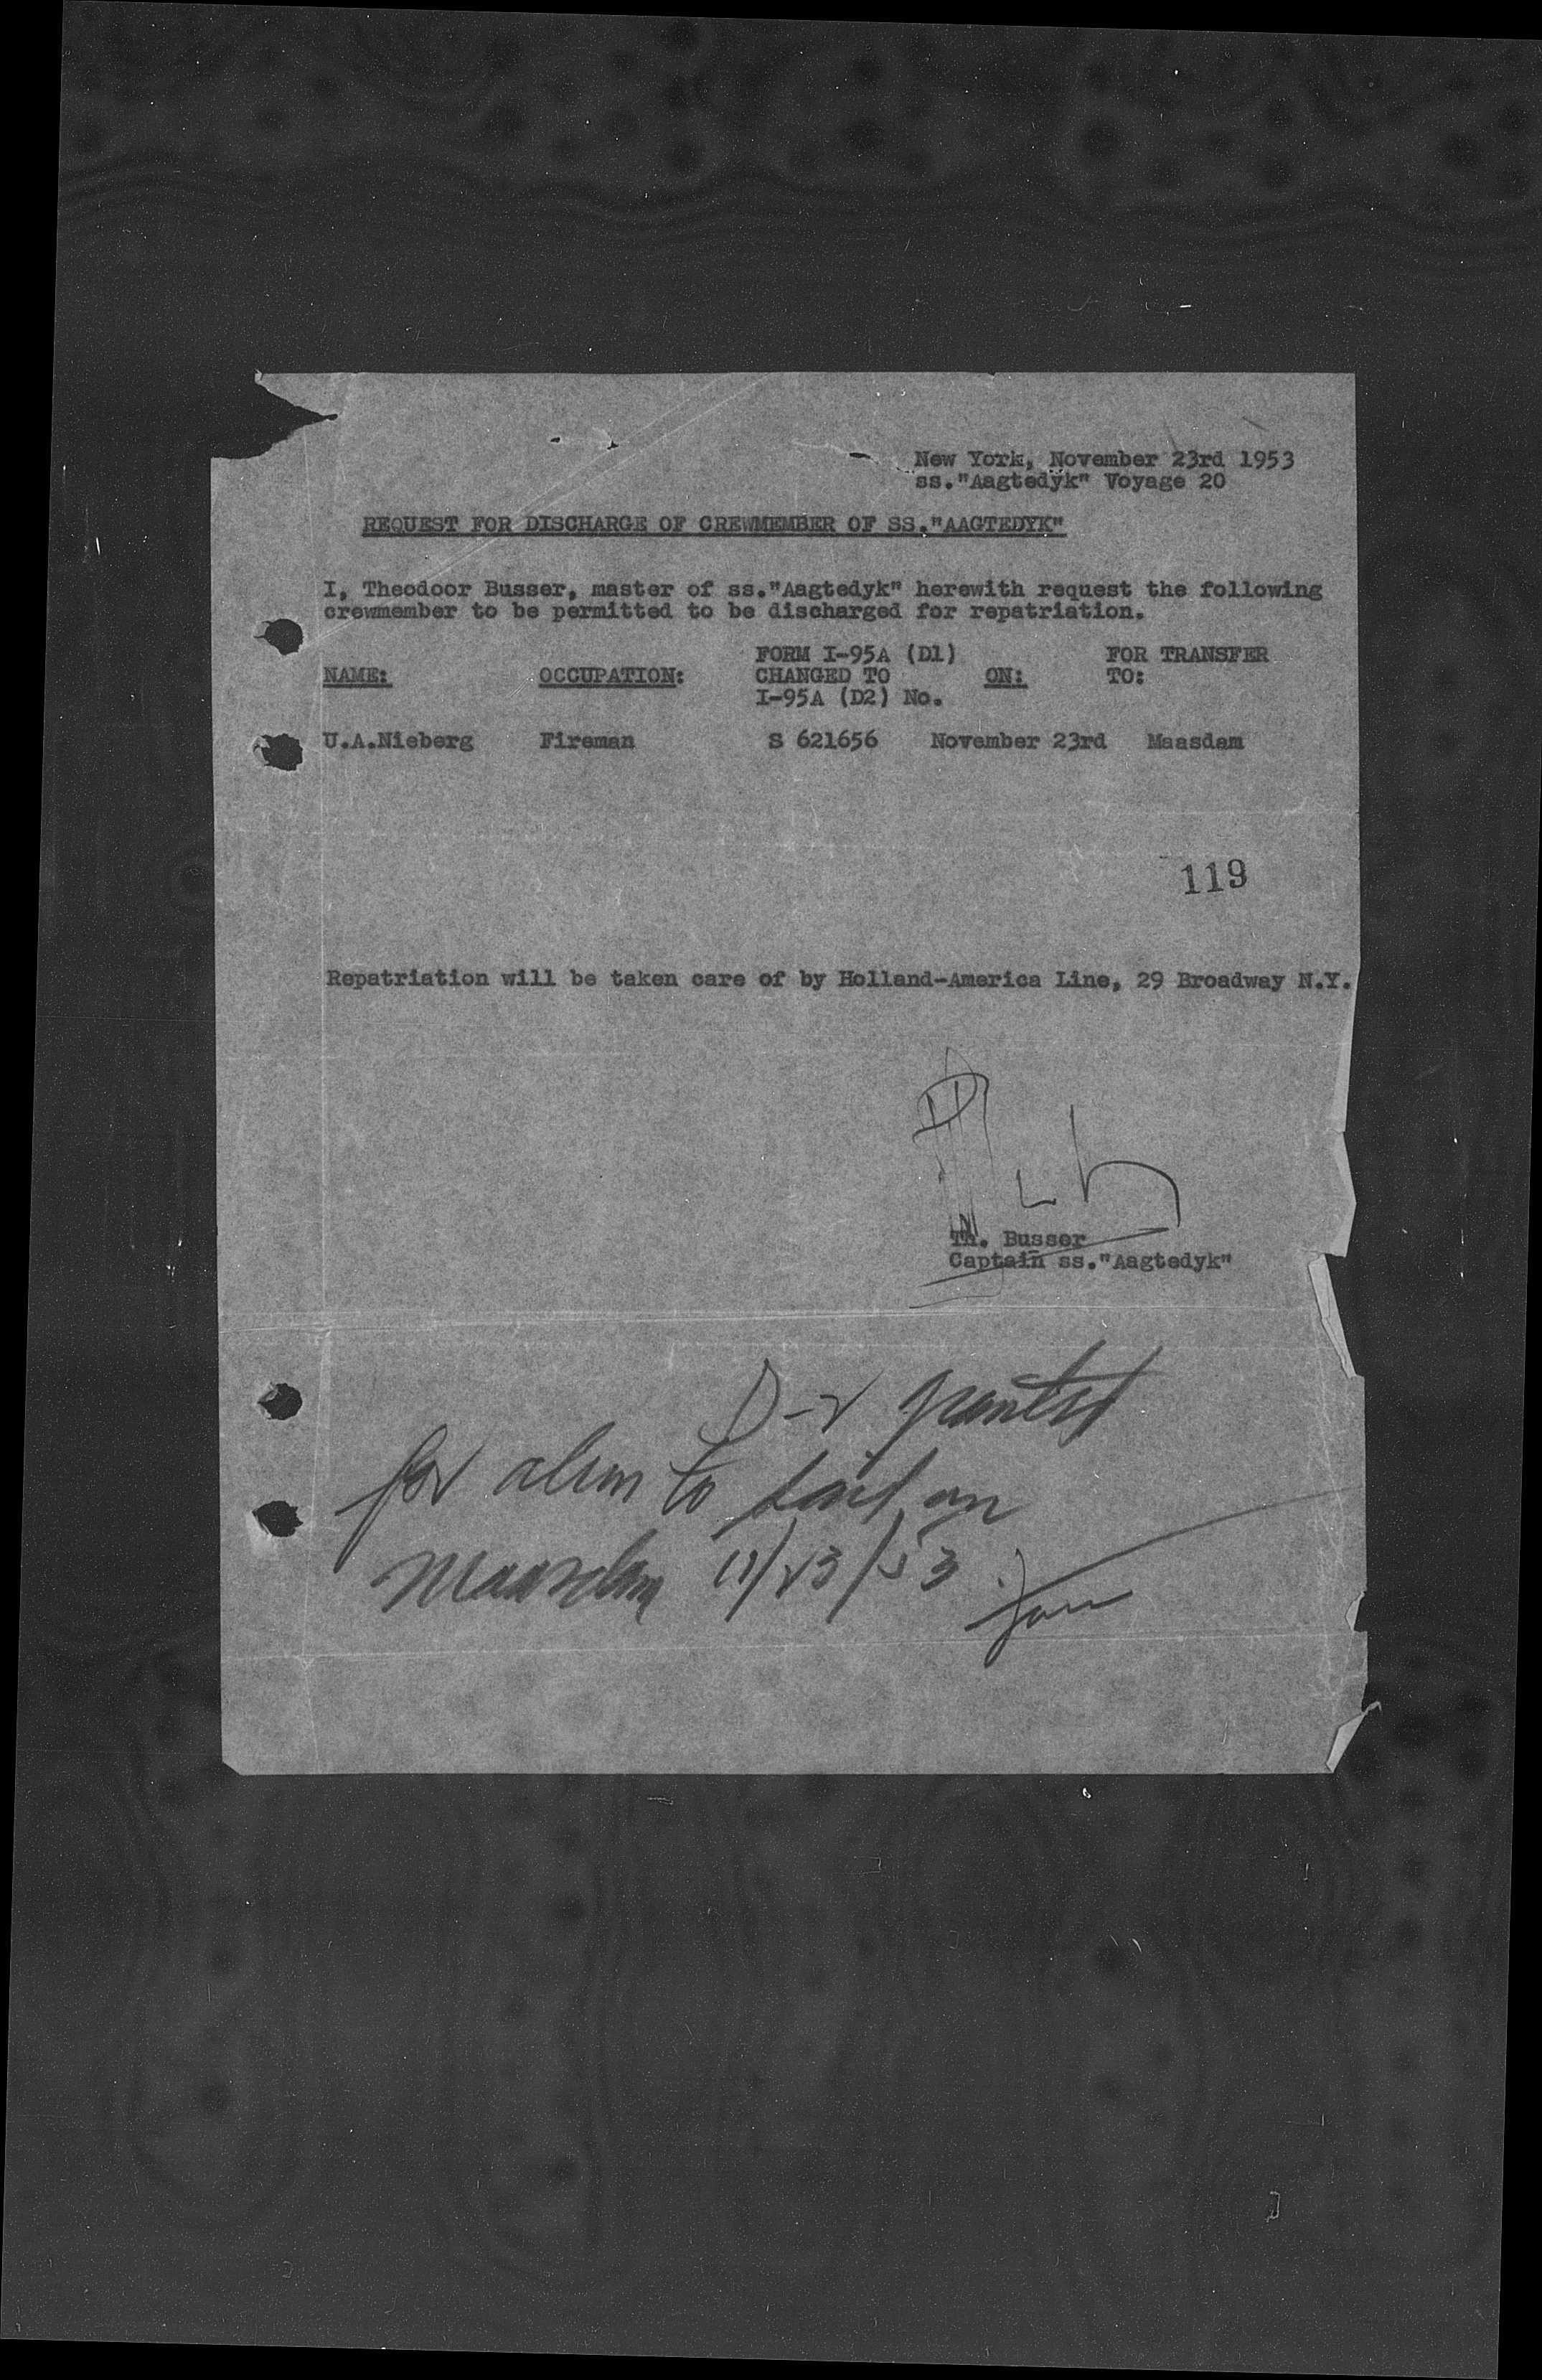 New York, November 23rd 1953
ss."Aagtedyk" Voyage 20
REQUEST FOR DISCHARGE OF CREWMEMBER OF SS."AAGTEDYK"
I, Theodoor Busser, master of ss."Aagtedyk" herewith request the following
crewmember to be permitted to be discharged for repatriation.
NAME: OCCUPATION: FORM I-95A (D1) CHANGED TO I-95A (D2) No. ON: FOR TRANSFER TO:
U.A.Nieberg Fireman S 621656 November 23rd Maasdam
119
Repatriation will be taken care of by Holland-America Line, 29 Broadway N.Y.
Th. Busser
Captain ss."Aagtedyk"
D-2 granted
for alien to sail on
Maasdam 11/23/53